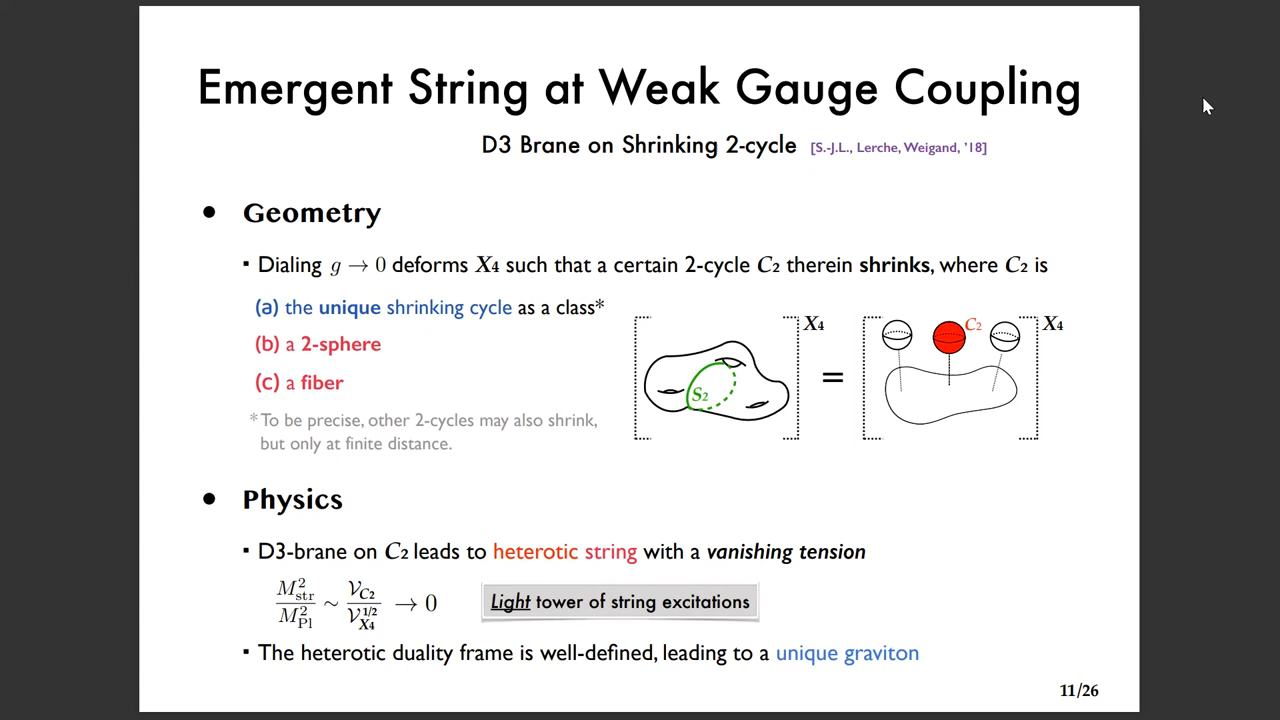 Emergent String at Weak Gauge Coupling
D3 Brane on Shrinking 2-cycle [S.-J.L., Lerche, Weigand, '18]
• Geometry
▪ Dialing g → 0 deforms X₄ such that a certain 2-cycle C₂ therein shrinks, where C₂ is
(a) the unique shrinking cycle as a class*
(b) a 2-sphere
(c) a fiber
* To be precise, other 2-cycles may also shrink,
but only at finite distance.
S₂
X₄
=
C₂
X₄
• Physics
▪ D3-brane on C₂ leads to heterotic string with a vanishing tension
M²_str / M²_Pl ∼ 𝒱_C₂ / 𝒱_X₄^1/2 → 0
Light tower of string excitations
▪ The heterotic duality frame is well-defined, leading to a unique graviton
11/26